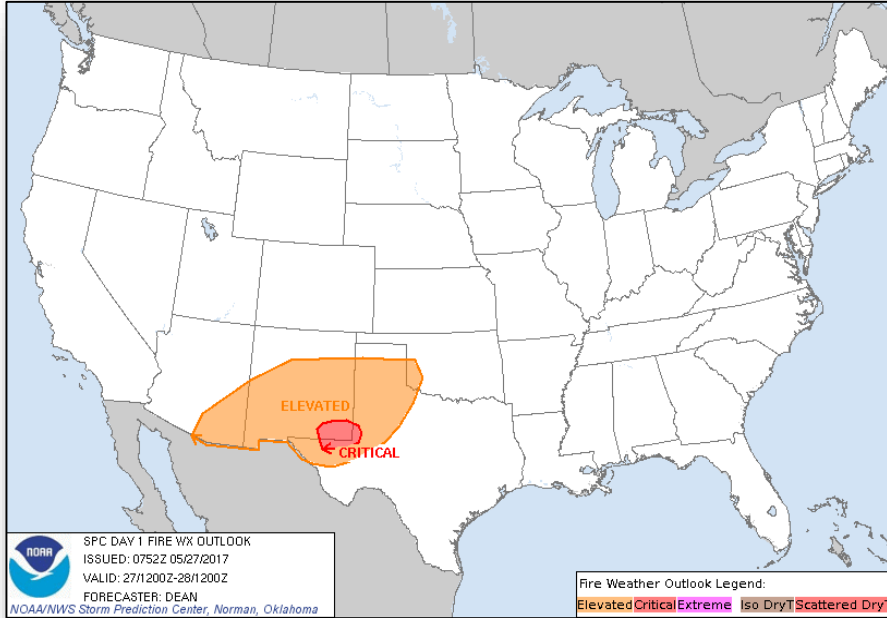 ELEVATED
CRITICAL
NOAA
SPC DAY 1 FIRE WX OUTLOOK
ISSUED: 0752Z 05/27/2017
VALID: 27/1200Z-28/1200Z
FORECASTER: DEAN
NOAA/NWS Storm Prediction Center, Norman, Oklahoma
Fire Weather Outlook Legend:
Elevated Critical Extreme Iso DryT Scattered DryT